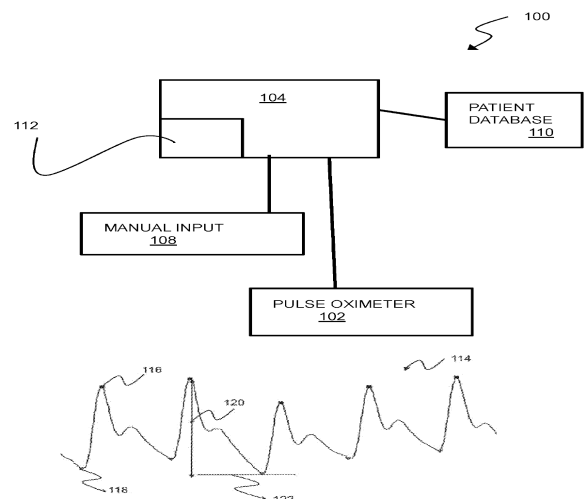 100
104
PATIENT
DATABASE
110
112
MANUAL INPUT
108
PULSE OXIMETER
102
116
114
120
118